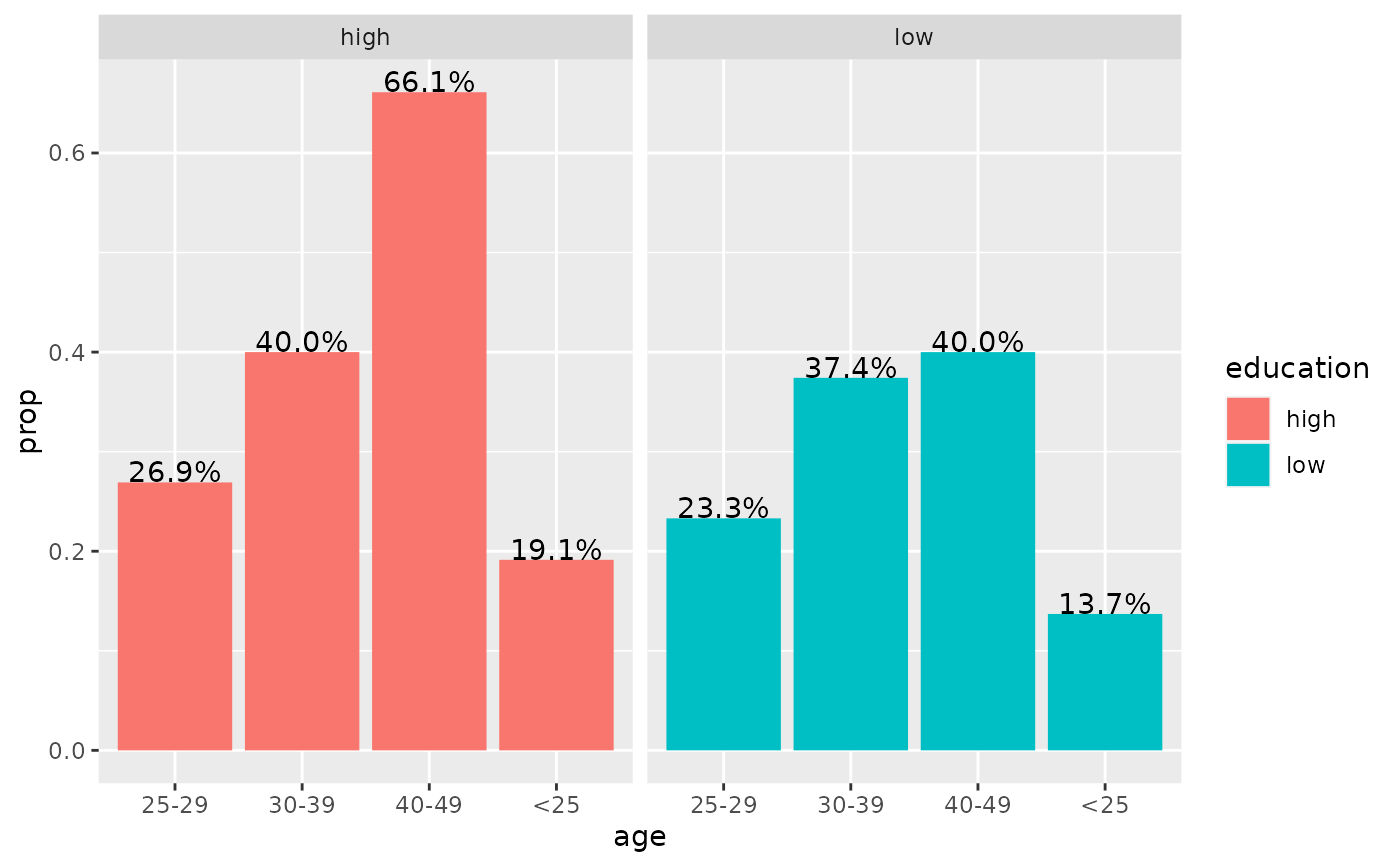 high
low
66.1%
0.6
40.0%
40.0%
0.4
37.4%
education
prop
high
26.9%
low
23.3%
19.1%
0.2
13.7%
0.0
25-29
30-39
40-49
<25
25-29
30-39
40-49
<25
age